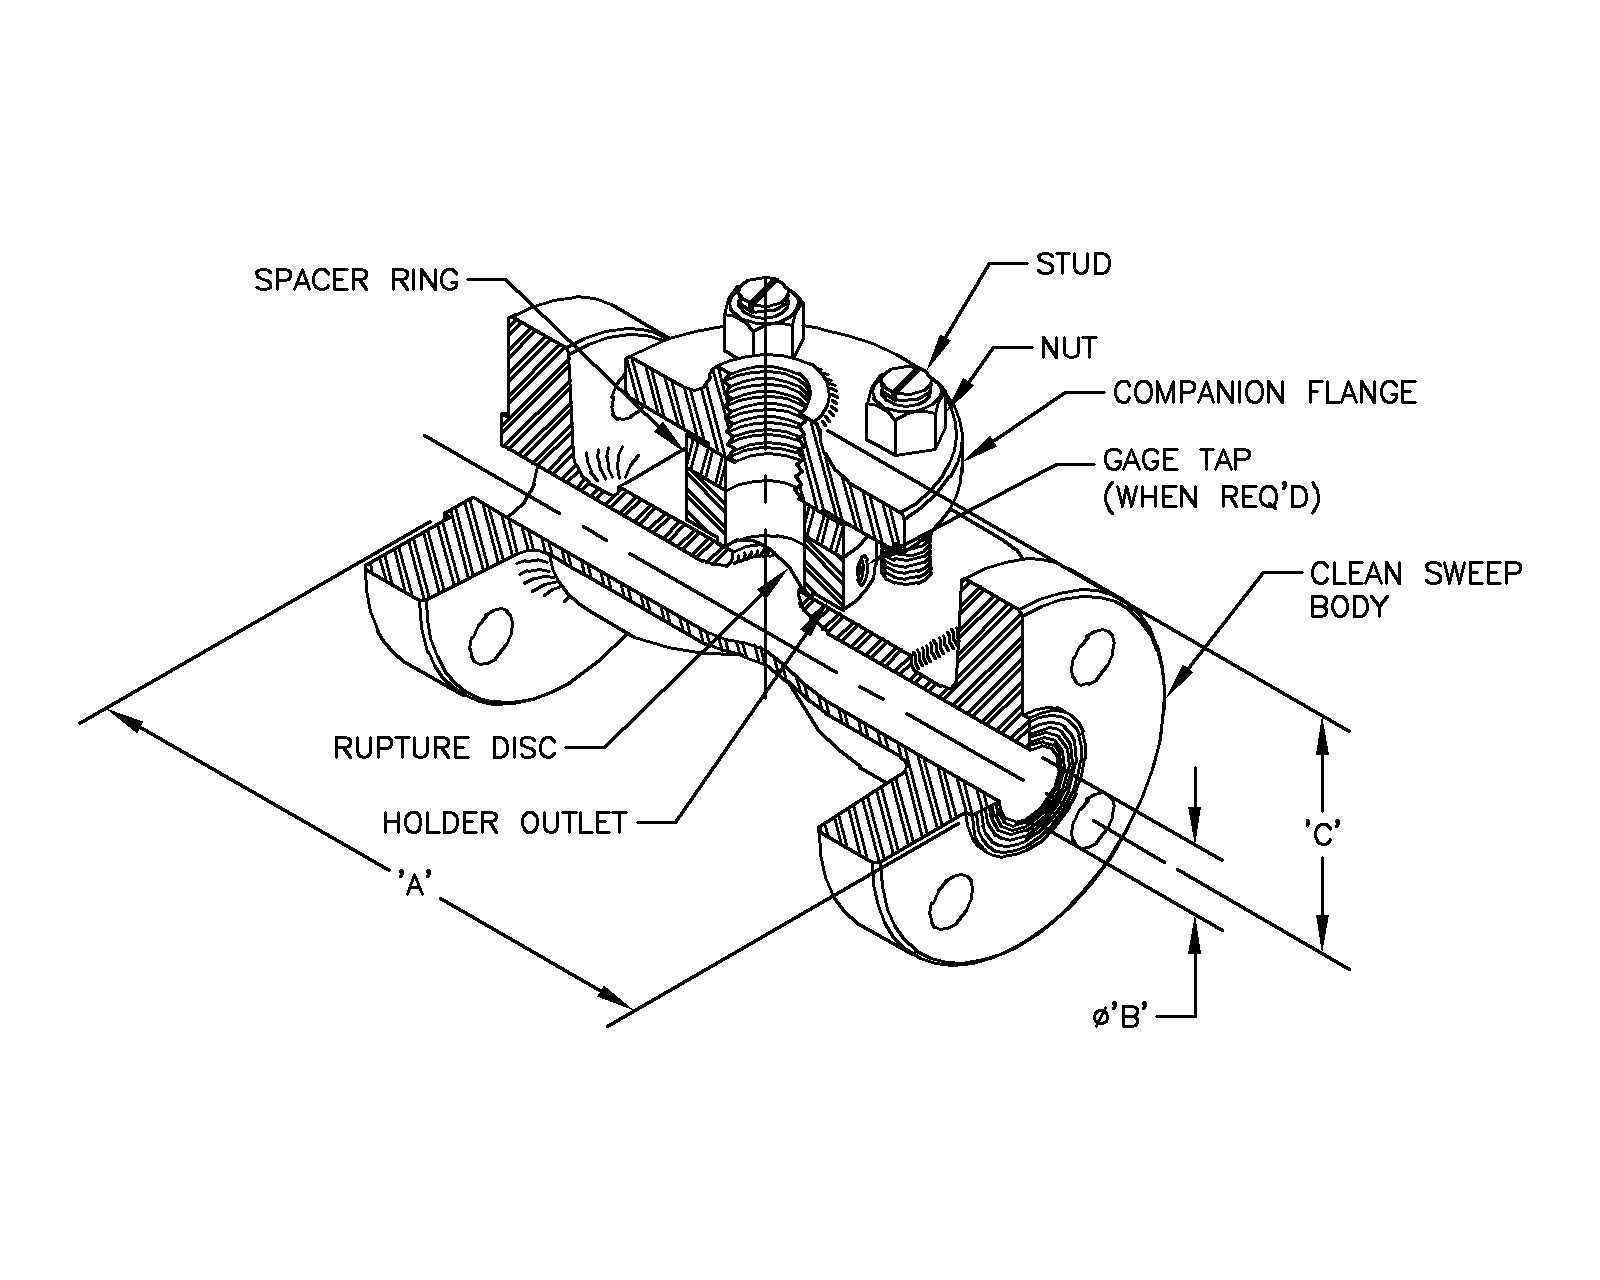 SPACER RING
STUD
NUT
COMPANION FLANGE
GAGE TAP
(WHEN REQ'D)
CLEAN SWEEP
BODY
RUPTURE DISC
HOLDER OUTLET
'A'
'C'
ø'B'